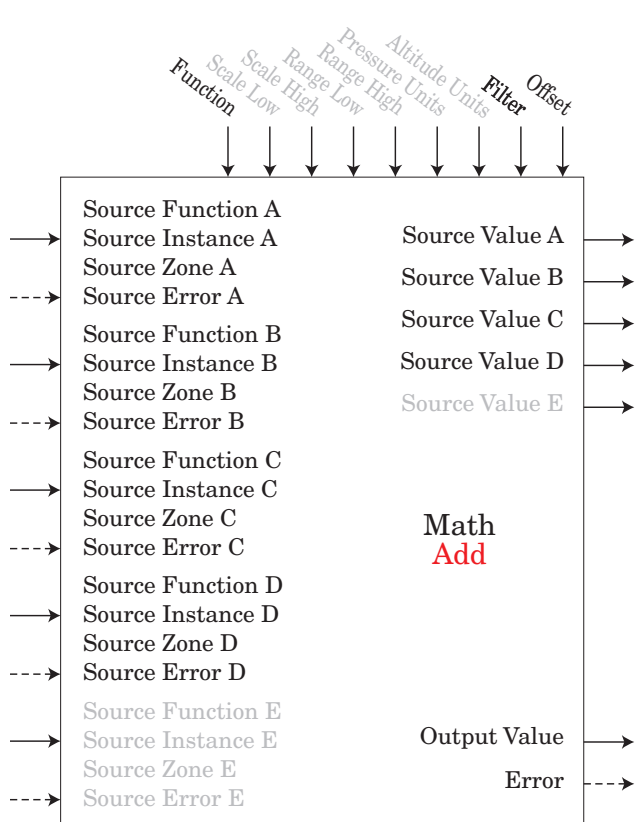 Function
Scale Low
Scale High
Range Low
Range High
Pressure Units
Altitude Units
Filter
Offset
Source Function A
Source Instance A
Source Zone A
Source Error A
Source Function B
Source Instance B
Source Zone B
Source Error B
Source Function C
Source Instance C
Source Zone C
Source Error C
Source Function D
Source Instance D
Source Zone D
Source Error D
Source Function E
Source Instance E
Source Zone E
Source Error E
Source Value A
Source Value B
Source Value C
Source Value D
Source Value E
Math
Add
Output Value
Error